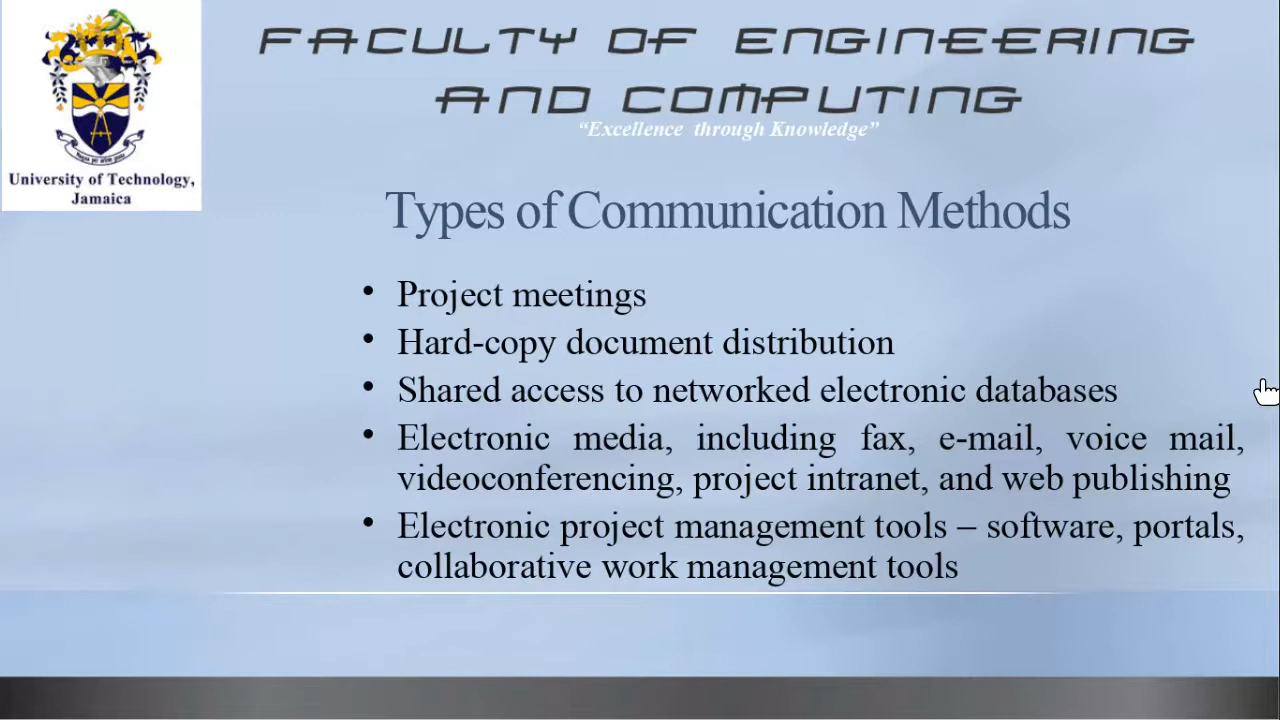 FACULTY OF ENGINEERING
AND COMPUTING
“Excellence through Knowledge”
University of Technology,
Jamaica
Types of Communication Methods
• Project meetings
• Hard-copy document distribution
• Shared access to networked electronic databases
• Electronic media, including fax, e-mail, voice mail,
videoconferencing, project intranet, and web publishing
• Electronic project management tools – software, portals,
collaborative work management tools